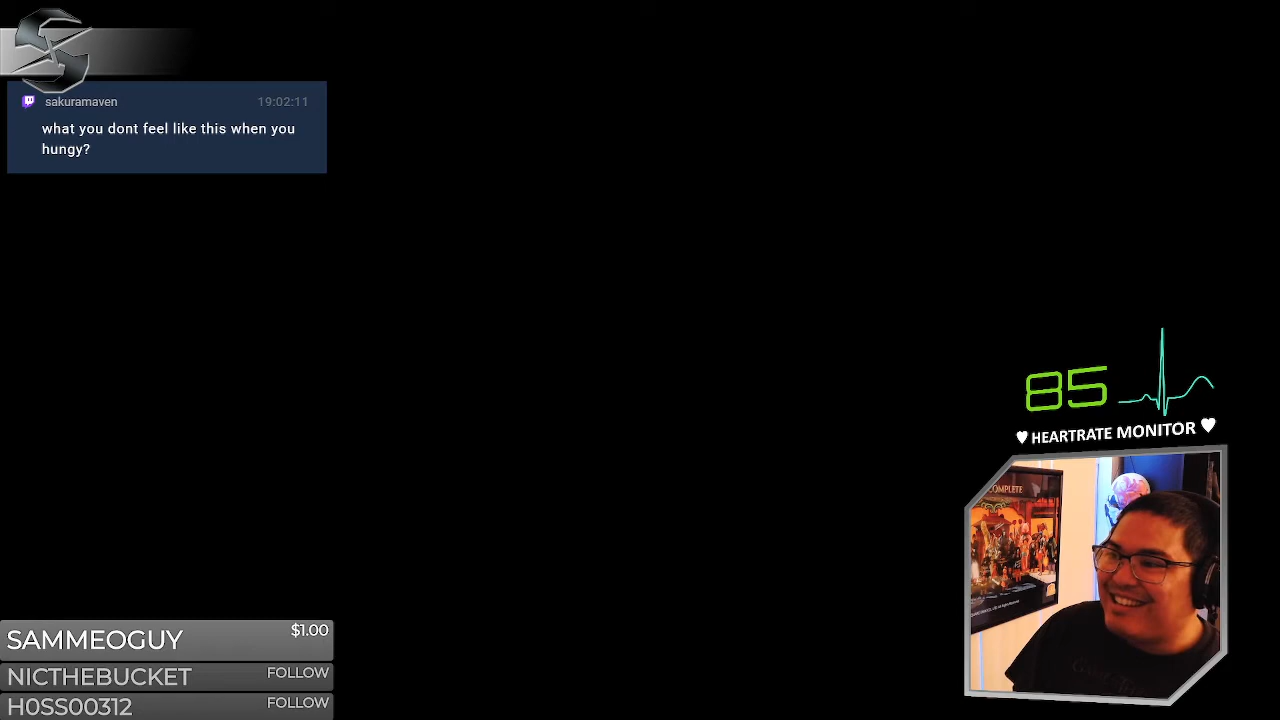 sakuramaven 19:02:11
what you dont feel like this when you
hungy?
85
HEARTRATE MONITOR
COMPLETE
SAMMEOGUY $1.00
NICTHEBUCKET FOLLOW
H0SS00312 FOLLOW